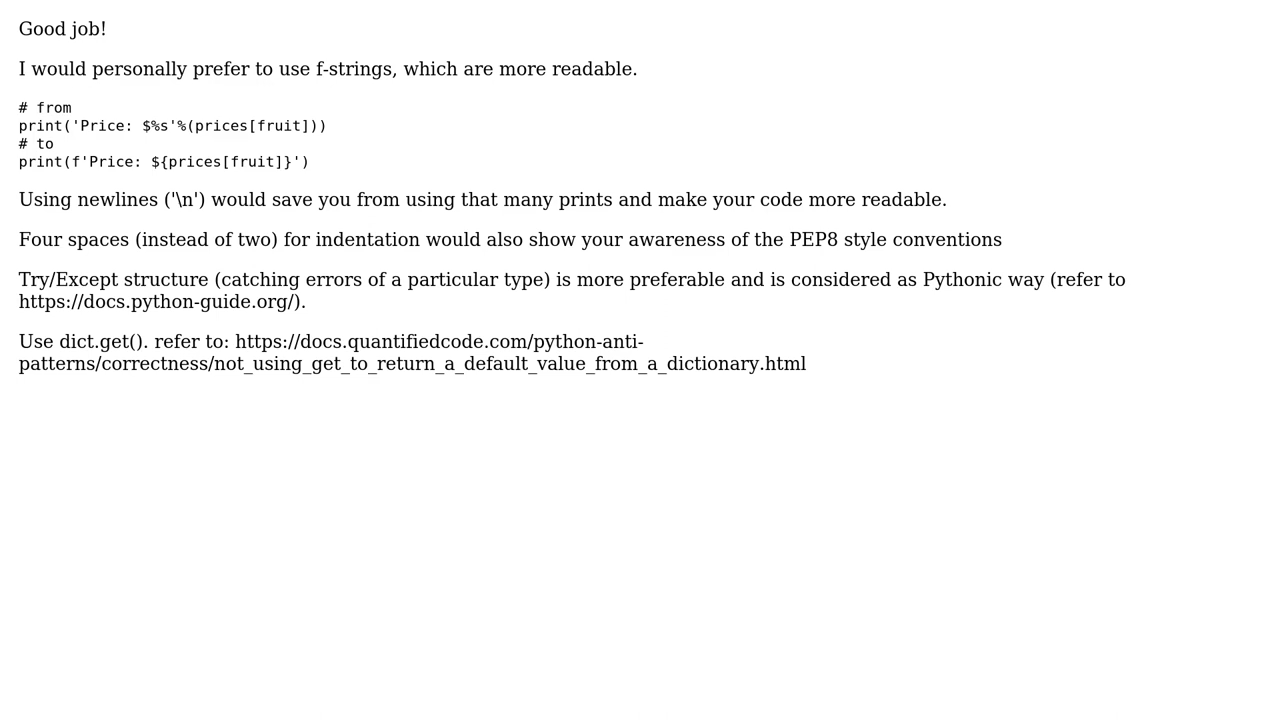 Good job!
I would personally prefer to use f-strings, which are more readable.
# from
print('Price: $%s'%(prices[fruit]))
# to
print(f'Price: ${prices[fruit]}')
Using newlines ('\n') would save you from using that many prints and make your code more readable.
Four spaces (instead of two) for indentation would also show your awareness of the PEP8 style conventions
Try/Except structure (catching errors of a particular type) is more preferable and is considered as Pythonic way (refer to
https://docs.python-guide.org/).
Use dict.get(). refer to: https://docs.quantifiedcode.com/python-anti-
patterns/correctness/not_using_get_to_return_a_default_value_from_a_dictionary.html